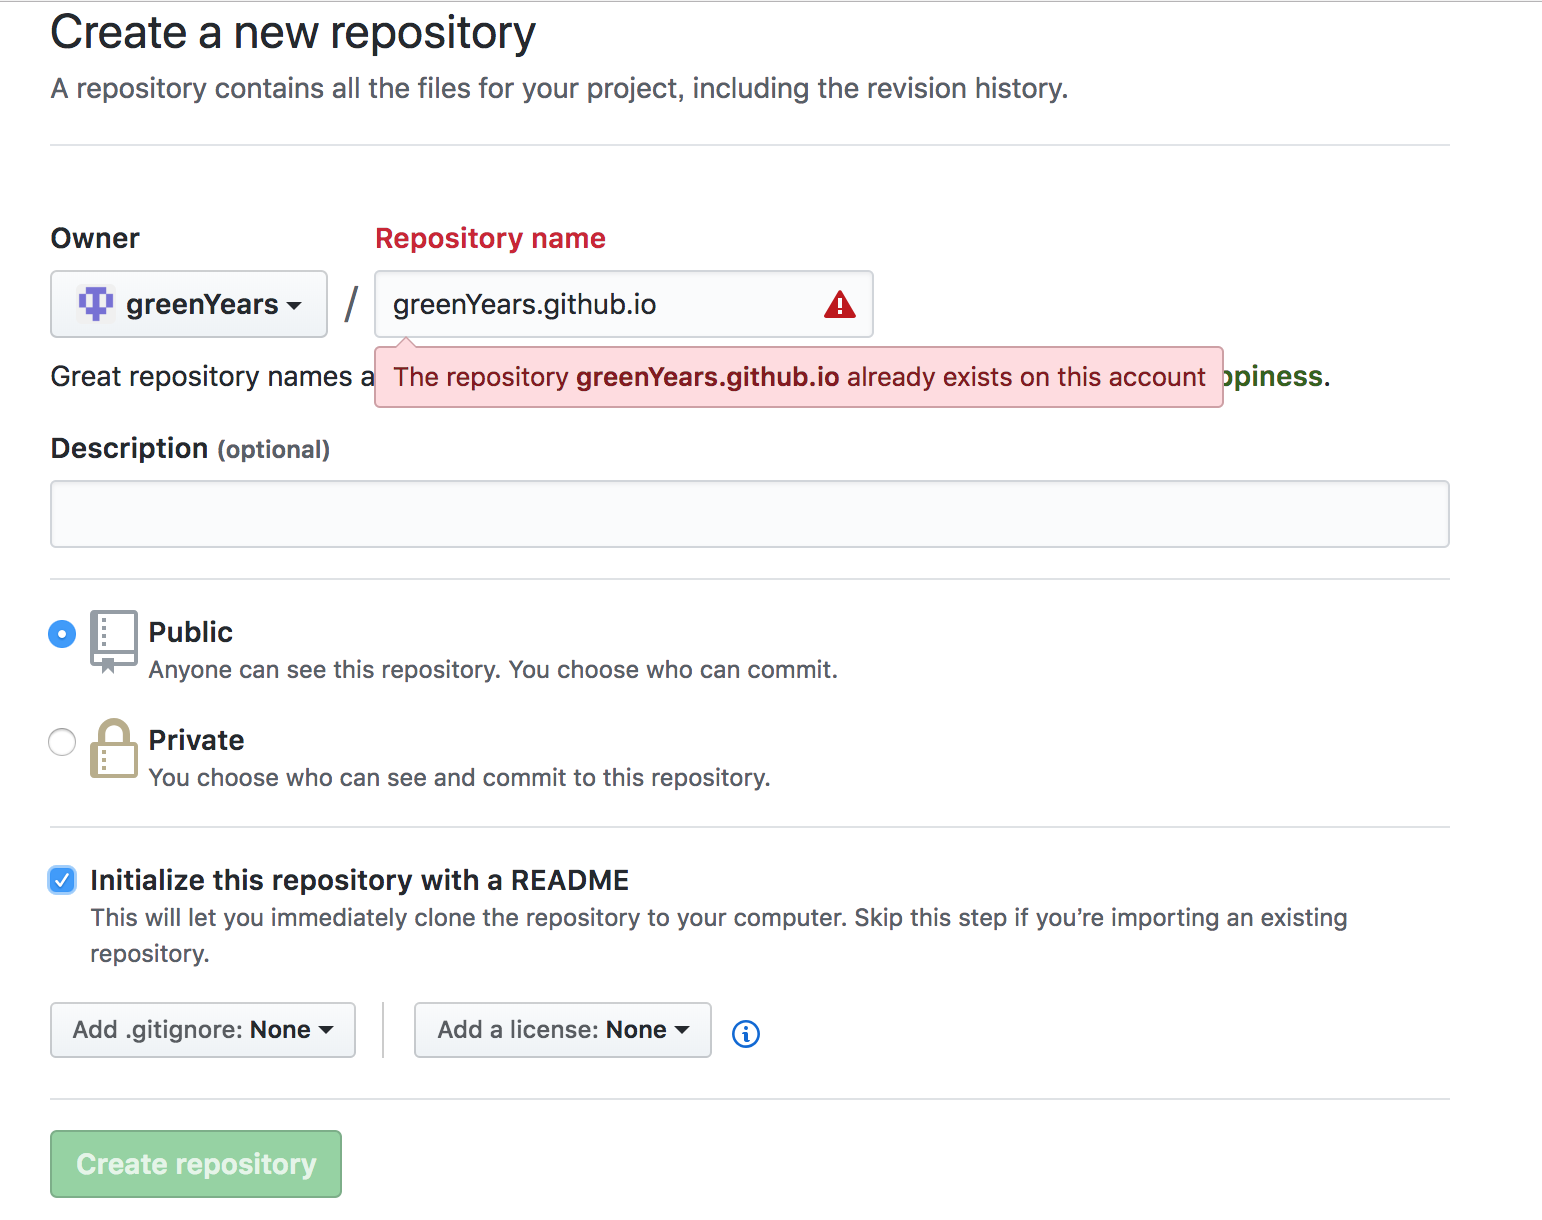 Create a new repository
A repository contains all the files for your project, including the revision history.
Owner
Repository name
greenYears
/
greenYears.github.io
The repository greenYears.github.io already exists on this account
Great repository names a
Description (optional)
Public
Anyone can see this repository. You choose who can commit.
Private
You choose who can see and commit to this repository.
Initialize this repository with a README
This will let you immediately clone the repository to your computer. Skip this step if you’re importing an existing
repository.
Add .gitignore: None
Add a license: None
Create repository